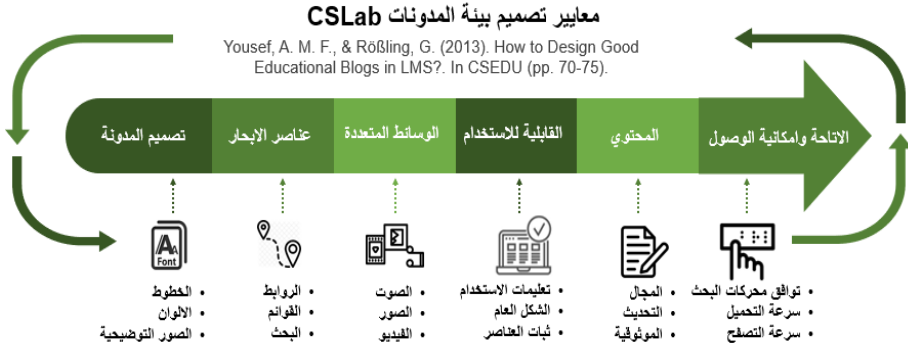 معايير تصميم بيئة المدونات CSLab
Yousef, A. M. F., & Rößling, G. (2013). How to Design Good
Educational Blogs in LMS?. In CSEDU (pp. 70-75).
تصميم المدونة
عناصر الابحار
الوسائط المتعددة
القابلية للاستخدام
المحتوي
الاتاحة وامكانية الوصول
A A
Font
• الخطوط
• الالوان
• الصور التوضيحية
• الروابط
• القوائم
• البحث
• الصوت
• الصور
• الفيديو
• تعليمات الاستخدام
• الشكل العام
• ثبات العناصر
• المجال
• التحديث
• الموثوقية
• توافق محركات البحث
• سرعة التحميل
• سرعة التصفح